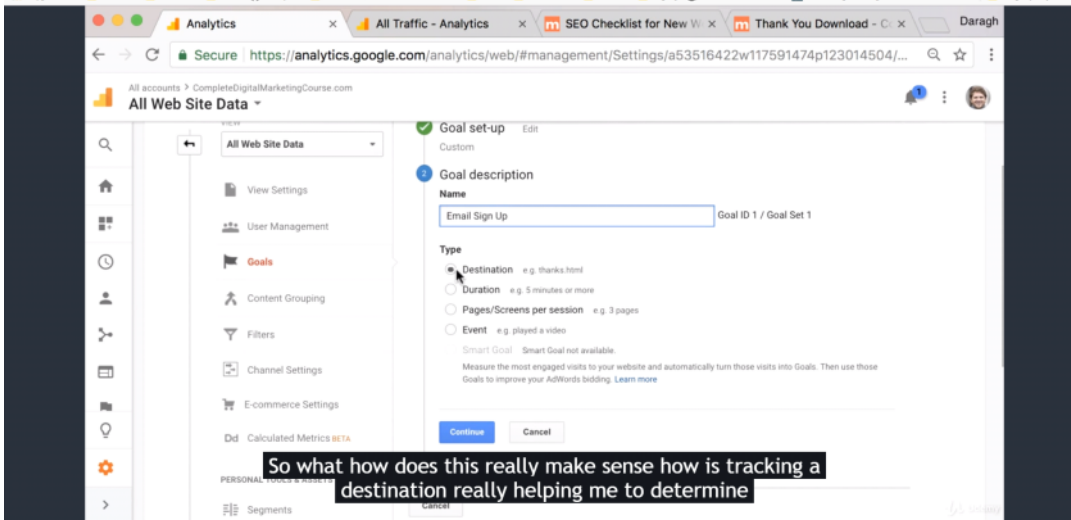 Analytics
All Traffic - Analytics
SEO Checklist for New W
Thank You Download - C
Daragh
Secure https://analytics.google.com/analytics/web/#management/Settings/a53516422w117591474p123014504/...
All accounts > CompleteDigitalMarketingCourse.com
All Web Site Data
1
VIEW
All Web Site Data
View Settings
User Management
Goals
Content Grouping
Filters
Channel Settings
E-commerce Settings
Dd Calculated Metrics BETA
PERSONAL TOOLS & ASSETS
Segments
Goal set-up Edit
Custom
2 Goal description
Name
Email Sign Up Goal ID 1 / Goal Set 1
Type
Destination e.g. thanks.html
Duration e.g. 5 minutes or more
Pages/Screens per session e.g. 3 pages
Event e.g. played a video
Smart Goal Smart Goal not available.
Measure the most engaged visits to your website and automatically turn those visits into Goals. Then use those
Goals to improve your AdWords bidding. Learn more
Continue Cancel
Cancel
So what how does this really make sense how is tracking a
destination really helping me to determine